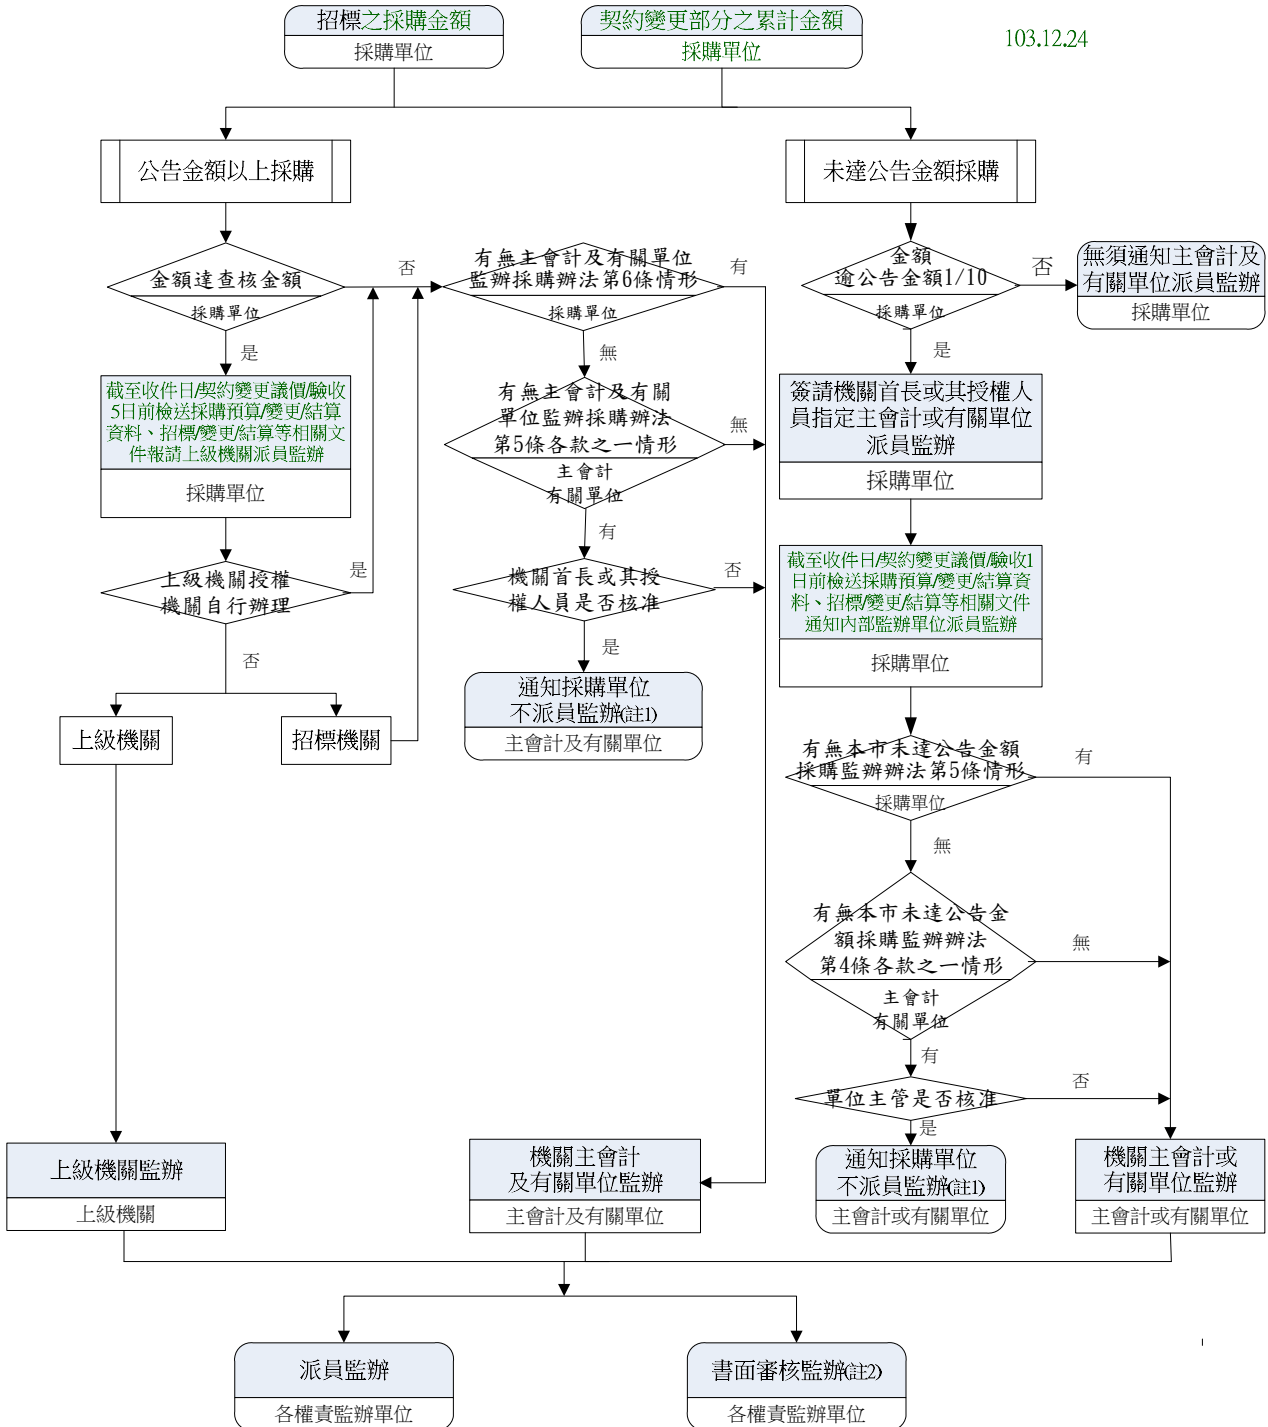 招標之採購金額
採購單位
契約變更部分之累計金額
採購單位
103.12.24
公告金額以上採購
未達公告金額採購
金額達查核金額
採購單位
否
是
有無主會計及有關單位
監辦採購辦法第6條情形
採購單位
有
無
金額
逾公告金額1/10
採購單位
否
是
無須通知主會計及
有關單位派員監辦
採購單位
截至收件日/契約變更議價/驗收
5日前檢送採購預算/變更/結算
資料、招標/變更/結算等相關文
件報請上級機關派員監辦
採購單位
有無主會計及有關
單位監辦採購辦法
第5條各款之一情形
主會計
有關單位
無
有
簽請機關首長或其授權人
員指定主會計或有關單位
派員監辦
採購單位
上級機關授權
機關自行辦理
是
否
機關首長或其授
權人員是否核准
否
是
截至收件日/契約變更議價/驗收1
日前檢送採購預算/變更/結算資
料、招標/變更/結算等相關文件
通知內部監辦單位派員監辦
採購單位
上級機關
招標機關
通知採購單位
不派員監辦(註1)
主會計及有關單位
有無本市未達公告金額
採購監辦辦法第5條情形
採購單位
有
無
有無本市未達公告金
額採購監辦辦法
第4條各款之一情形
主會計
有關單位
無
有
單位主管是否核准
否
是
上級機關監辦
上級機關
機關主會計
及有關單位監辦
主會計及有關單位
通知採購單位
不派員監辦(註1)
主會計或有關單位
機關主會計或
有關單位監辦
主會計或有關單位
派員監辦
各權責監辦單位
書面審核監辦(註2)
各權責監辦單位